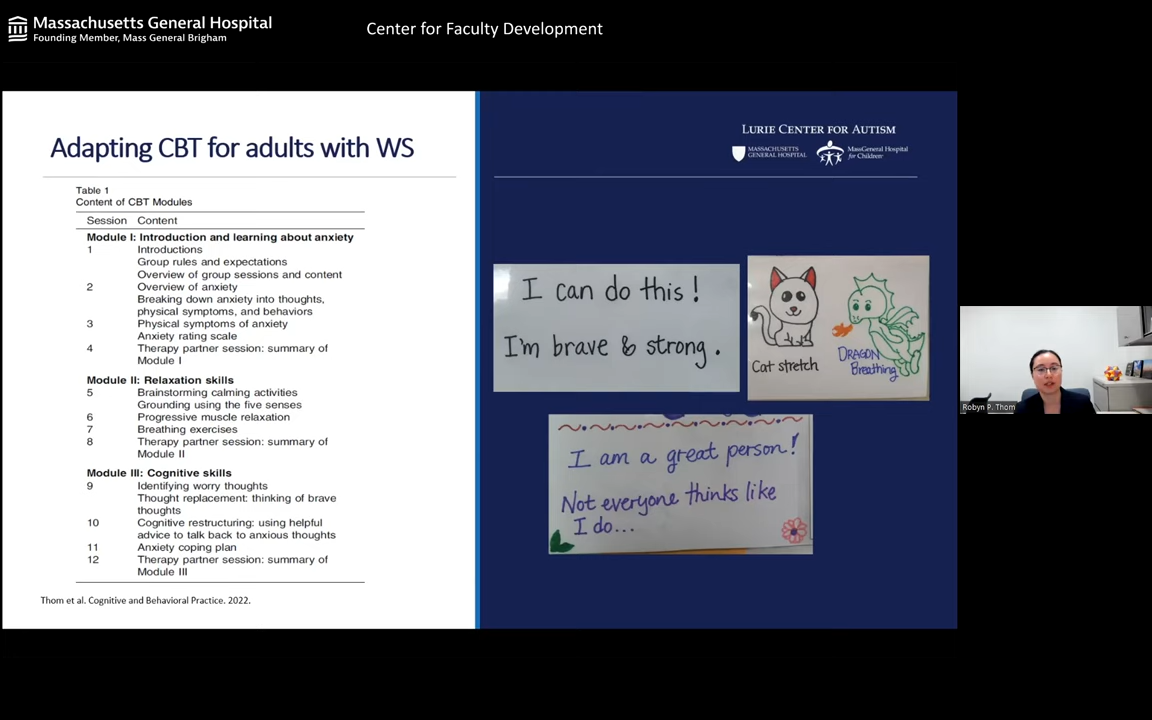 Massachusetts General Hospital
Founding Member, Mass General Brigham
Center for Faculty Development
Adapting CBT for adults with WS
Table 1
Content of CBT Modules
Session Content
Module I: Introduction and learning about anxiety
1 Introductions
Group rules and expectations
Overview of group sessions and content
2 Overview of anxiety
Breaking down anxiety into thoughts,
physical symptoms, and behaviors
3 Physical symptoms of anxiety
Anxiety rating scale
4 Therapy partner session: summary of
Module I
Module II: Relaxation skills
5 Brainstorming calming activities
Grounding using the five senses
6 Progressive muscle relaxation
7 Breathing exercises
8 Therapy partner session: summary of
Module II
Module III: Cognitive skills
9 Identifying worry thoughts
Thought replacement: thinking of brave
thoughts
10 Cognitive restructuring: using helpful
advice to talk back to anxious thoughts
11 Anxiety coping plan
12 Therapy partner session: summary of
Module III
Thom et al. Cognitive and Behavioral Practice. 2022.
LURIE CENTER FOR AUTISM
MASSACHUSETTS
GENERAL HOSPITAL
MassGeneral Hospital
for Children
I can do this!
I'm brave & strong.
Cat stretch
DRAGON
Breathing
I am a great person!
Not everyone thinks like
I do...
Robyn P. Thom